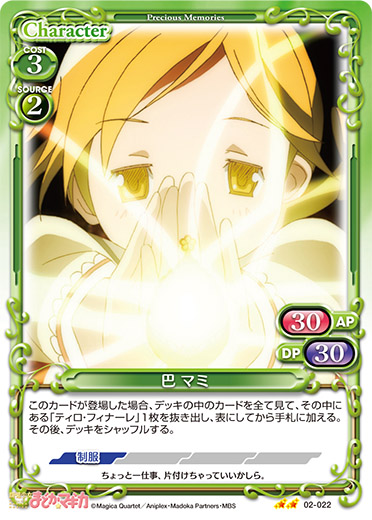 Precious Memories
Character
COST
3
SOURCE
2
30 AP
DP 30
巴 マミ
このカードが登場した場合、デッキの中のカードを全て見て、その中に
ある「ティロ・フィナーレ」1枚を抜き出し、表にしてから手札に加える。
その後、デッキをシャッフルする。
制服
ちょっと一仕事、片付けちゃっていいかしら。
まどか☆マギカ
©Magica Quartet／Aniplex・Madoka Partners・MBS
02-022